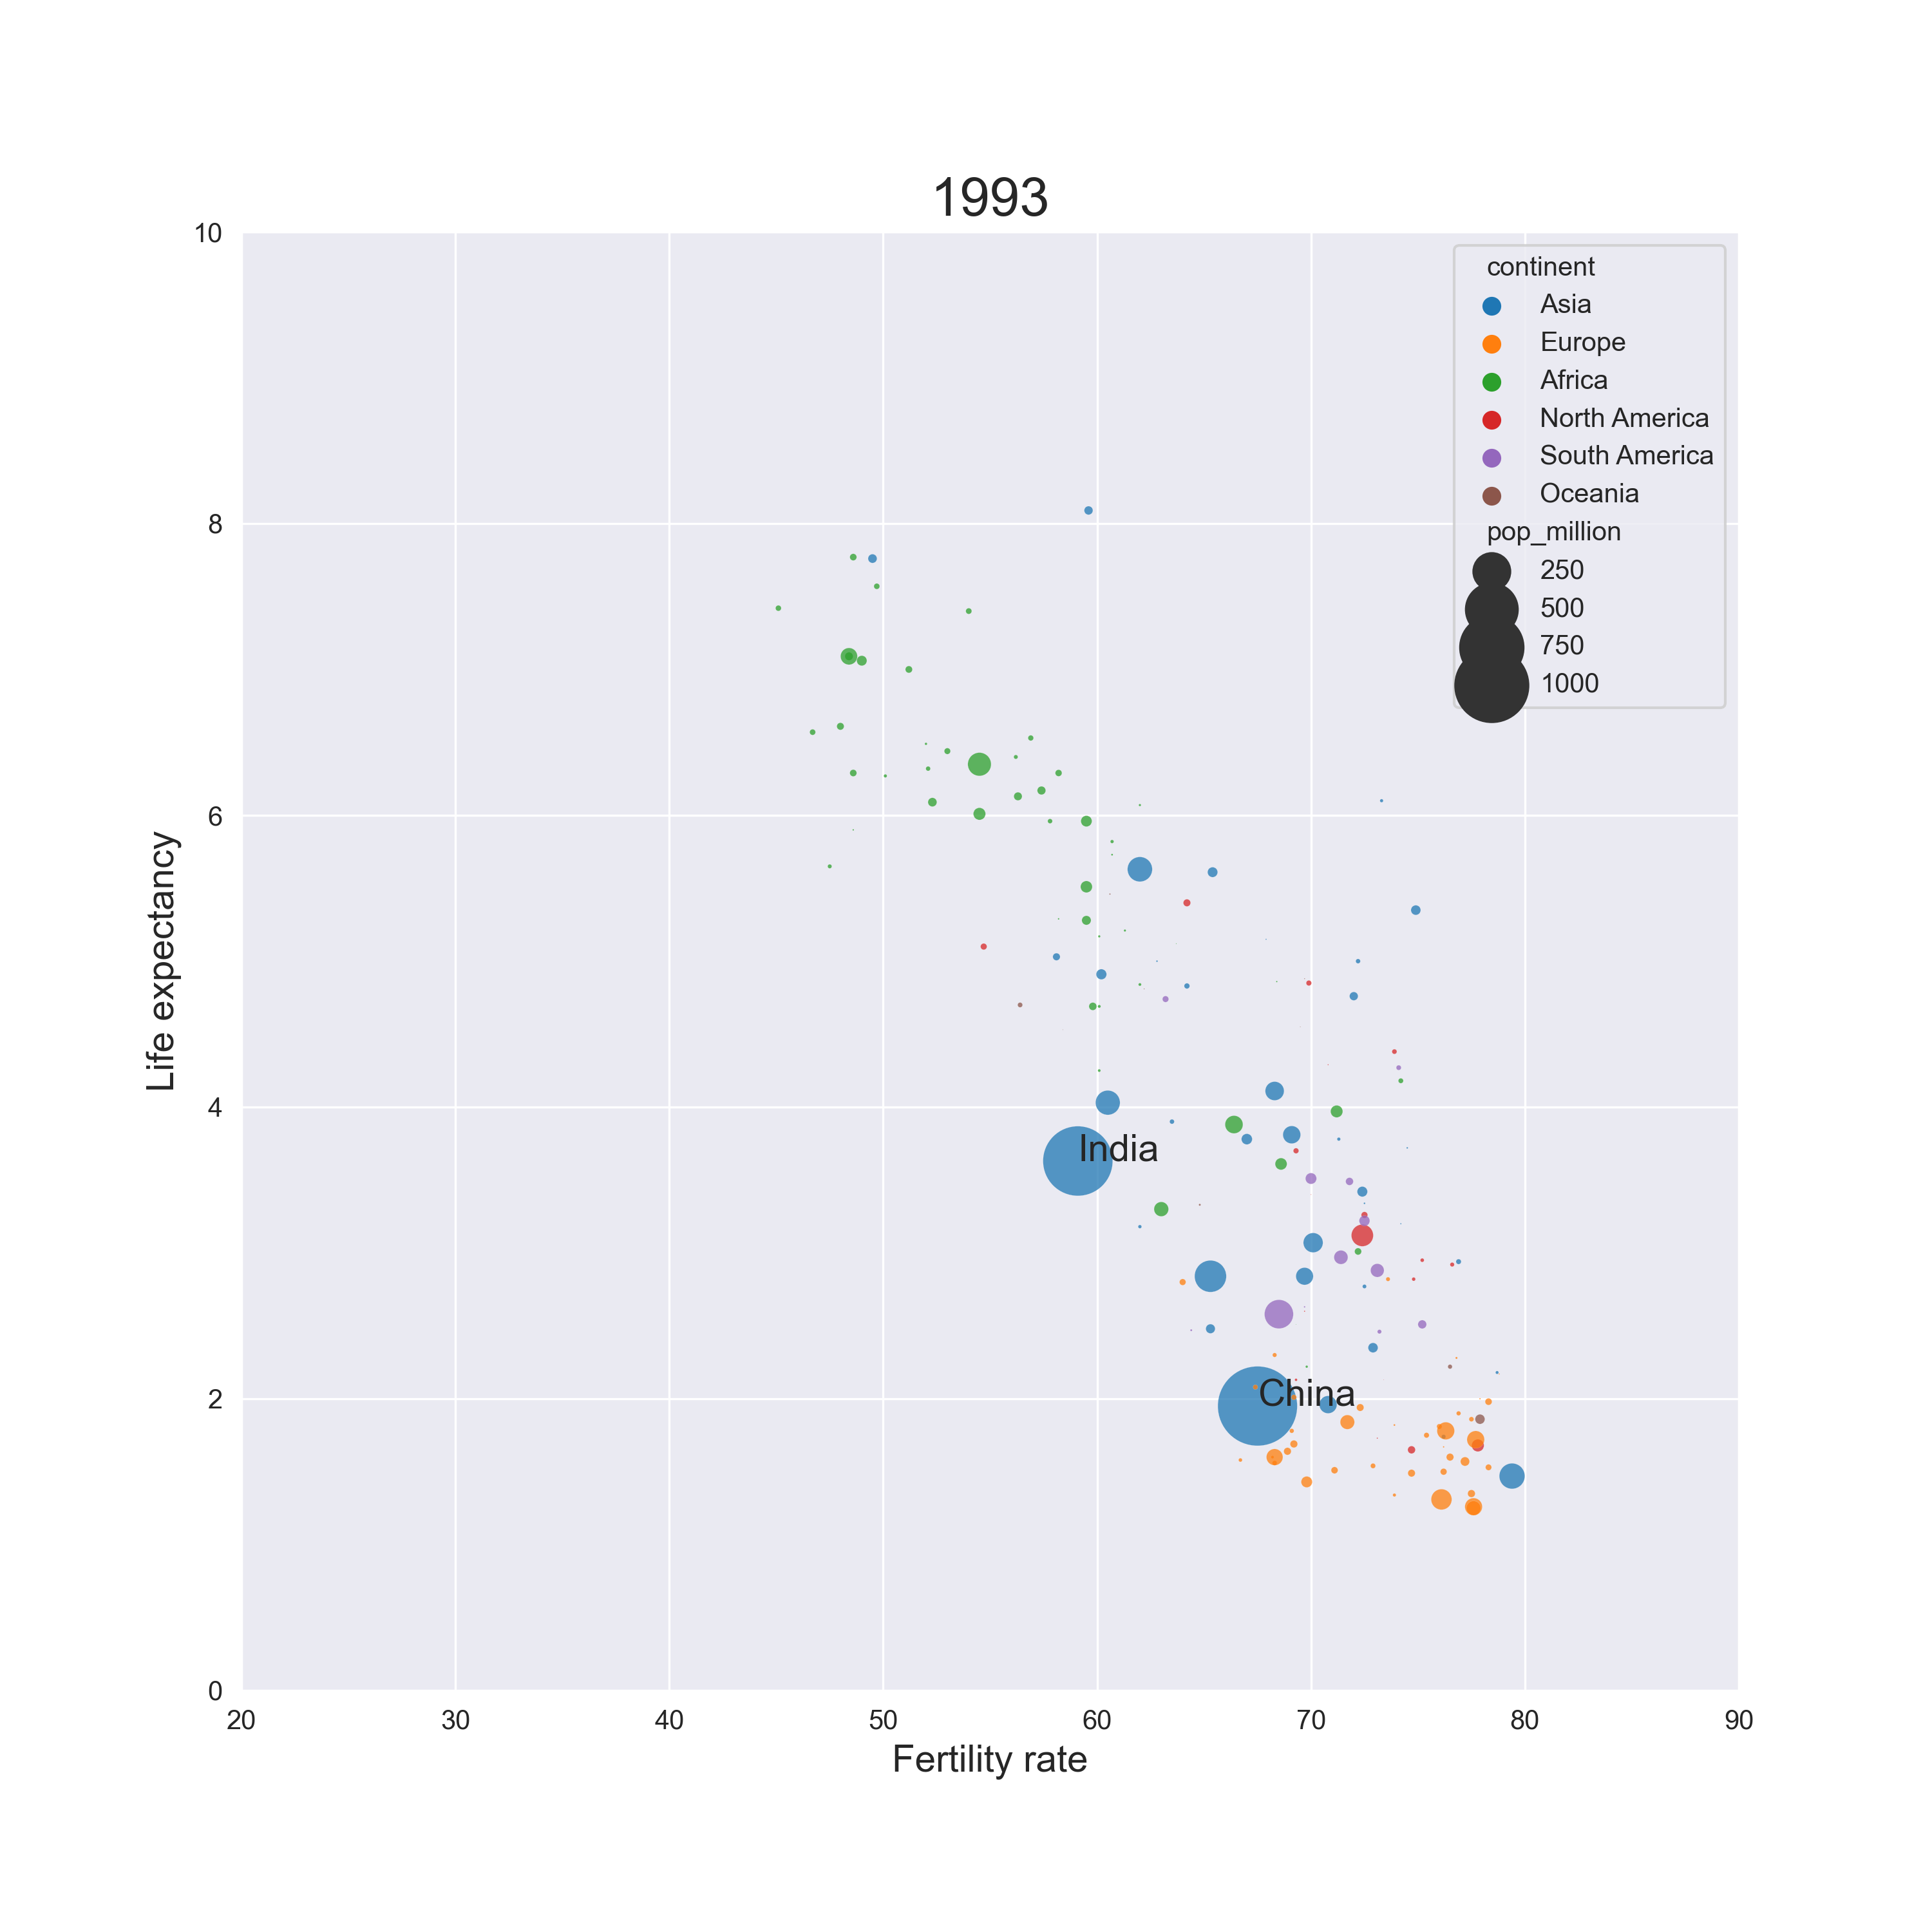 1993
10
8
6
4
2
0
Life expectancy
continent
Asia
Europe
Africa
North America
South America
Oceania
pop_million
250
500
750
1000
India
China
20 30 40 50 60 70 80 90
Fertility rate